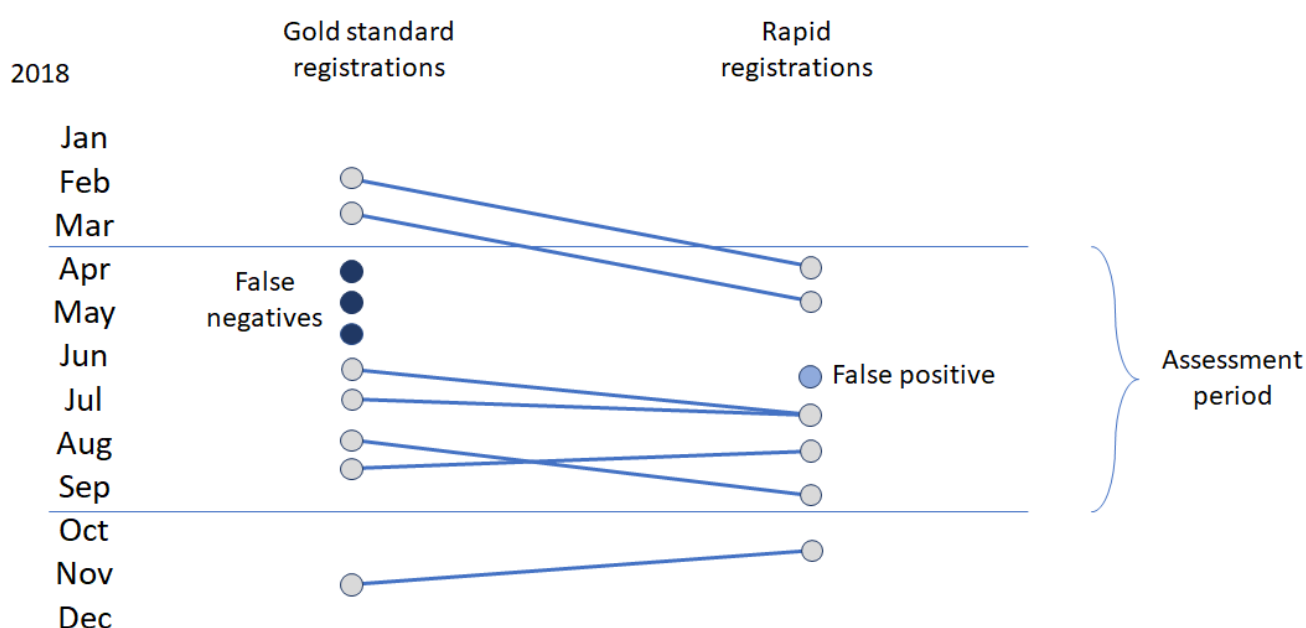 Gold standard
registrations
Rapid
registrations
2018
Jan
Feb
Mar
Apr
May
Jun
Jul
Aug
Sep
Oct
Nov
Dec
False
negatives
False positive
Assessment
period